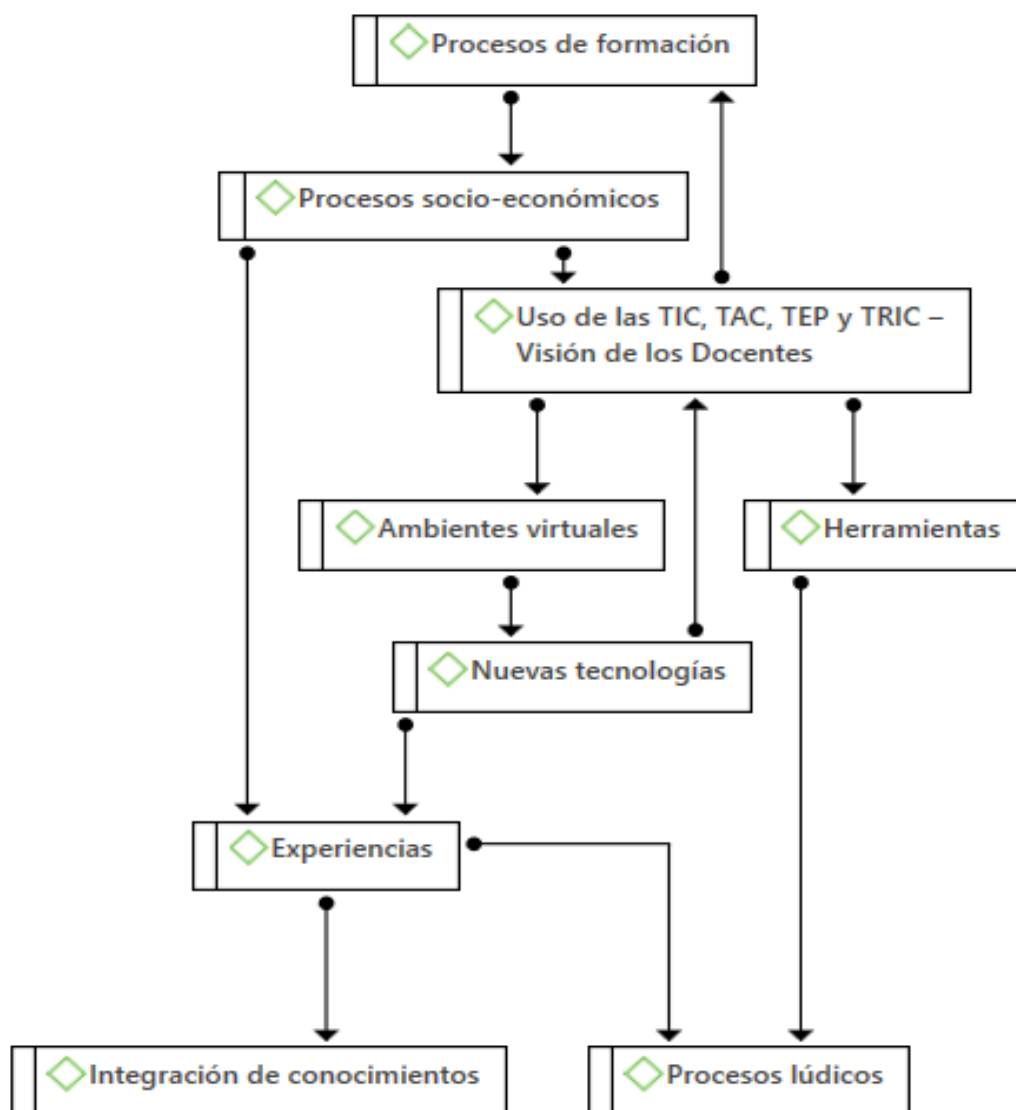 Procesos de formación
Procesos socio-económicos
Uso de las TIC, TAC, TEP y TRIC –
Visión de los Docentes
Ambientes virtuales
Herramientas
Nuevas tecnologías
Experiencias
Integración de conocimientos
Procesos lúdicos